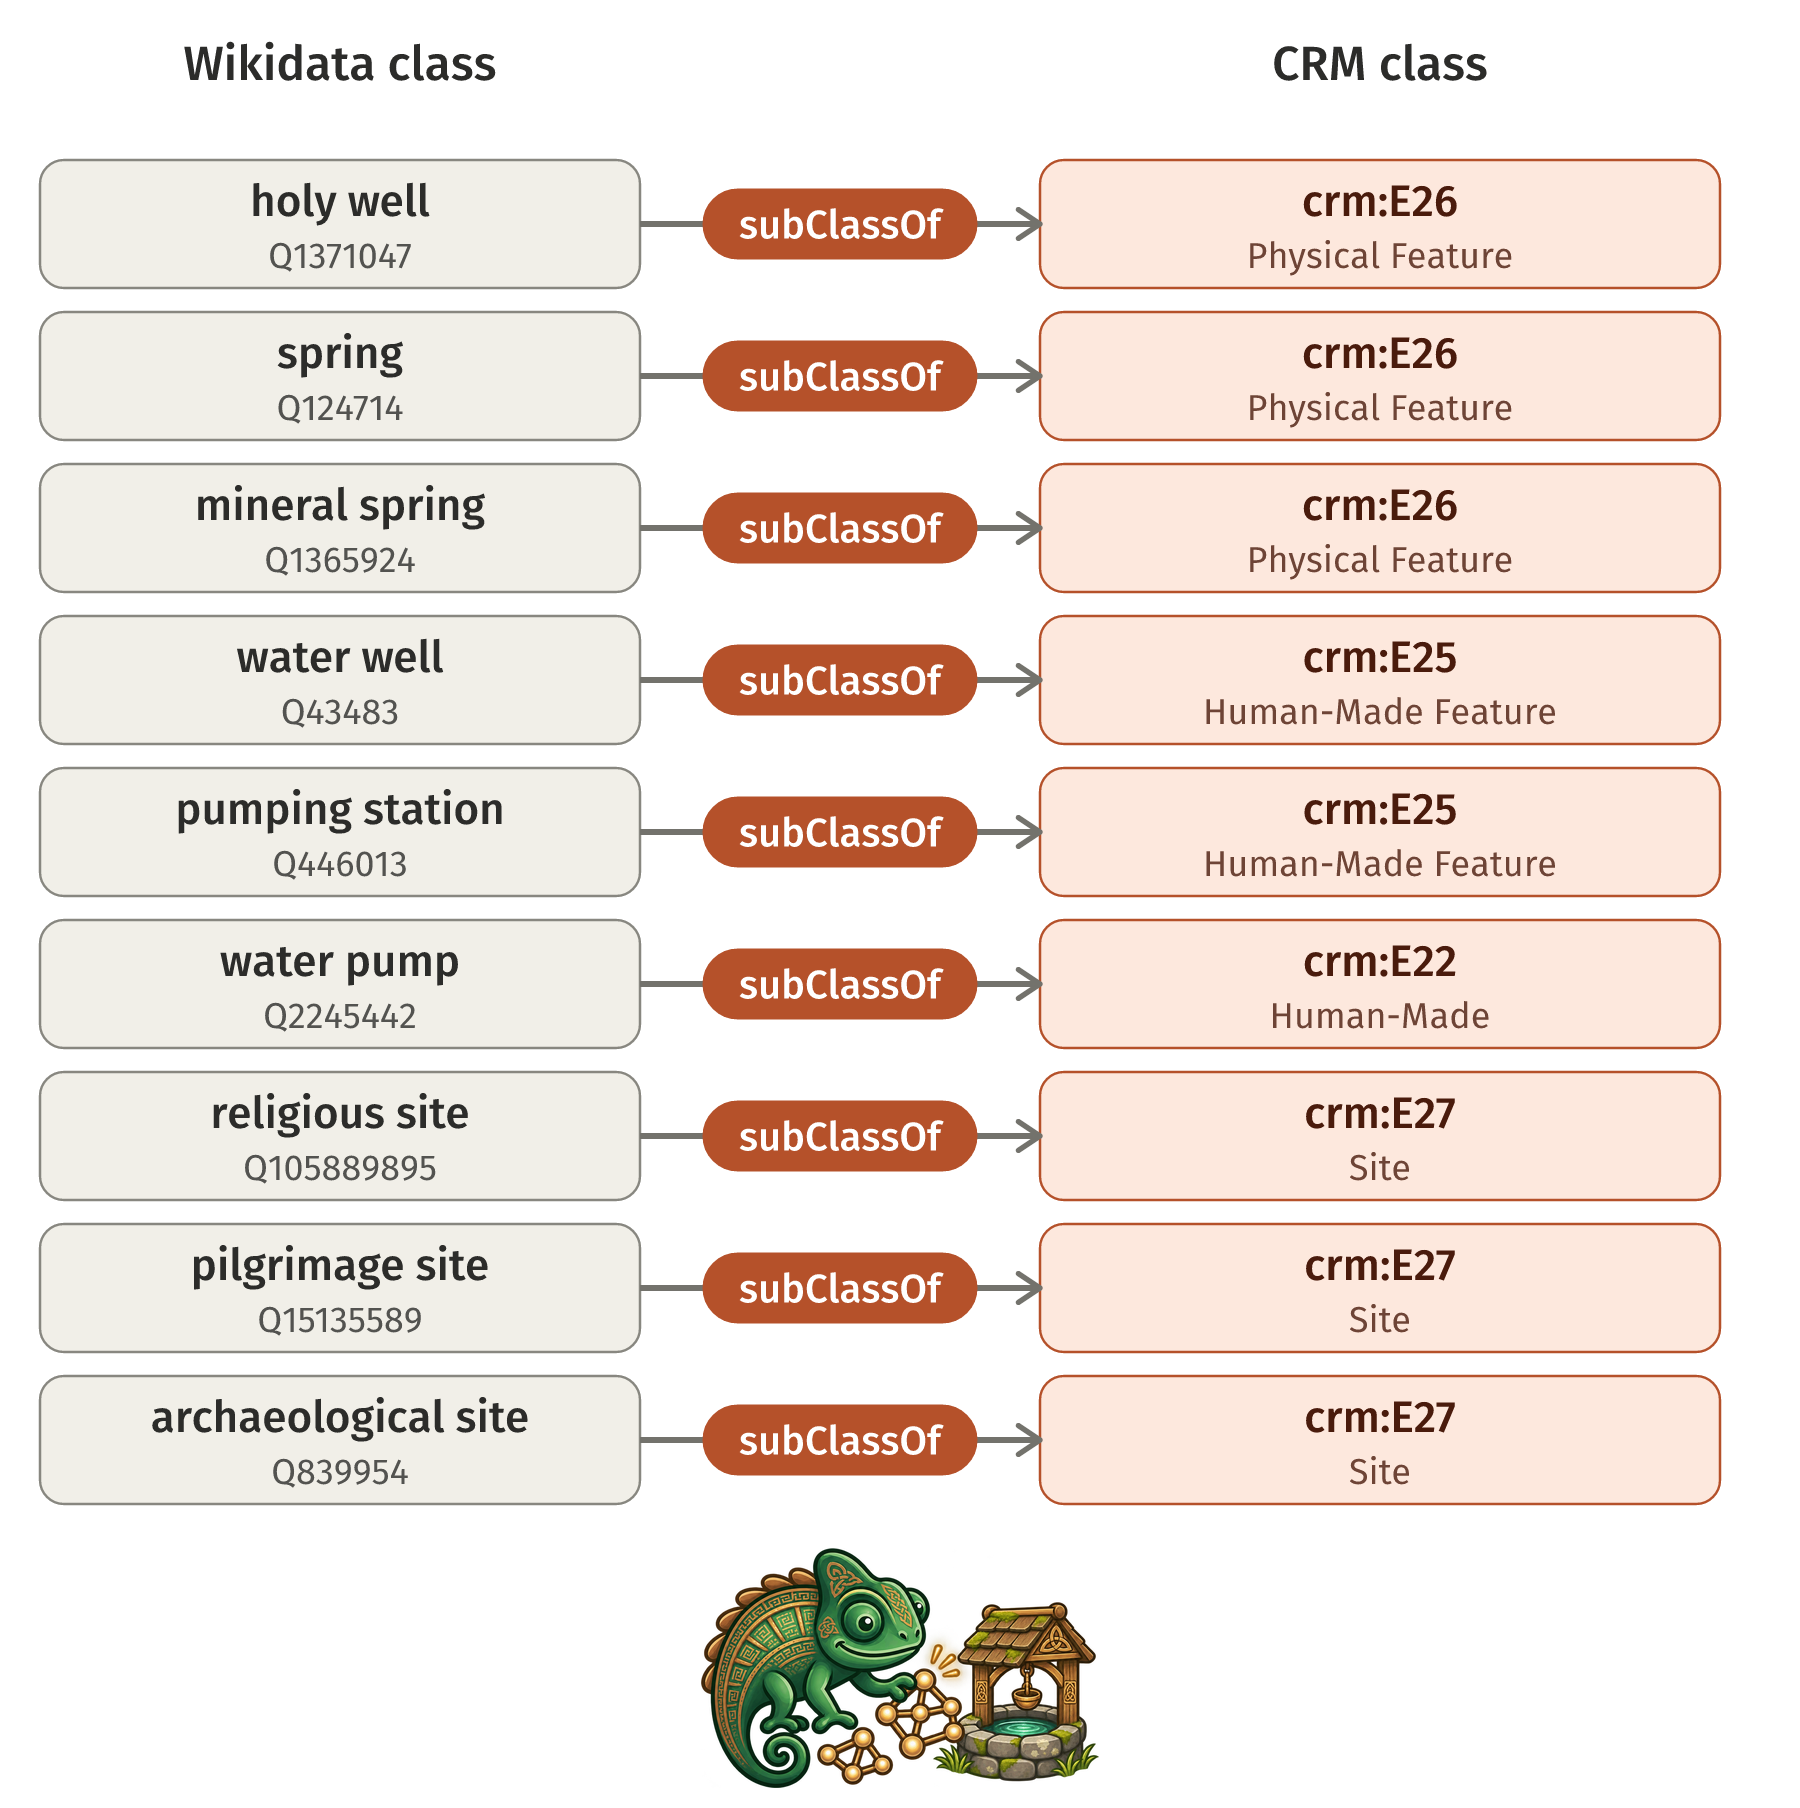 Wikidata class
CRM class
holy well
Q1371047
subClassOf
crm:E26
Physical Feature
spring
Q124714
subClassOf
crm:E26
Physical Feature
mineral spring
Q1365924
subClassOf
crm:E26
Physical Feature
water well
Q43483
subClassOf
crm:E25
Human-Made Feature
pumping station
Q446013
subClassOf
crm:E25
Human-Made Feature
water pump
Q2245442
subClassOf
crm:E22
Human-Made
religious site
Q105889895
subClassOf
crm:E27
Site
pilgrimage site
Q15135589
subClassOf
crm:E27
Site
archaeological site
Q839954
subClassOf
crm:E27
Site